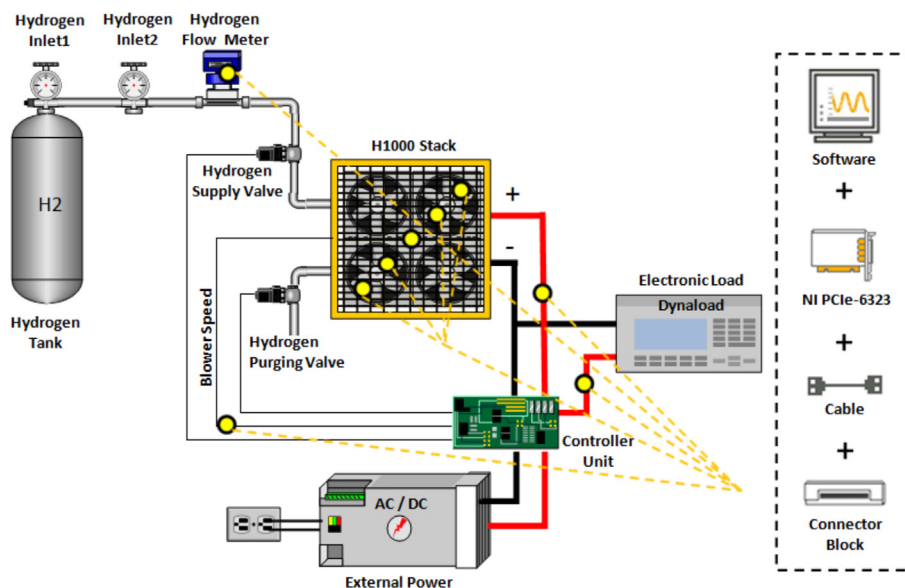 Hydrogen
Inlet1
Hydrogen
Inlet2
Hydrogen
Flow Meter
H2
Hydrogen
Tank
Hydrogen
Supply Valve
H1000 Stack
+
-
Blower Speed
Hydrogen
Purging Valve
Electronic Load
Dynaload
Controller
Unit
AC / DC
External Power
Software
+
NI PCIe-6323
+
Cable
+
Connector
Block